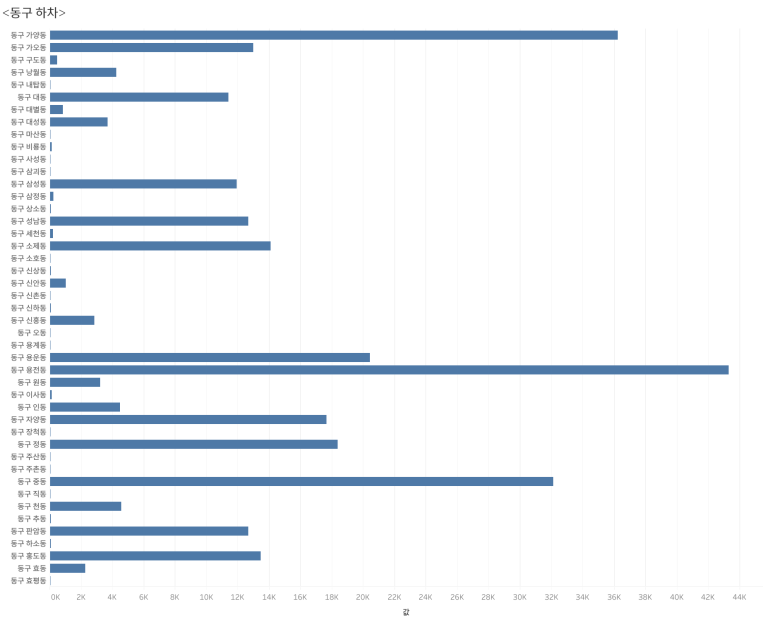 <동구 하차>
동구 가양동
동구 가오동
동구 구도동
동구 낭월동
동구 내탑동
동구 대동
동구 대별동
동구 대성동
동구 마산동
동구 비룡동
동구 사성동
동구 삼괴동
동구 삼성동
동구 삼정동
동구 상소동
동구 성남동
동구 세천동
동구 소제동
동구 소호동
동구 신상동
동구 신안동
동구 신촌동
동구 신하동
동구 신흥동
동구 오동
동구 용계동
동구 용운동
동구 용전동
동구 원동
동구 이사동
동구 인동
동구 자양동
동구 장척동
동구 정동
동구 주산동
동구 주촌동
동구 중동
동구 직동
동구 천동
동구 추동
동구 판암동
동구 하소동
동구 홍도동
동구 효동
동구 효평동
0K 2K 4K 6K 8K 10K 12K 14K 16K 18K 20K 22K 24K 26K 28K 30K 32K 34K 36K 38K 40K 42K 44K
값